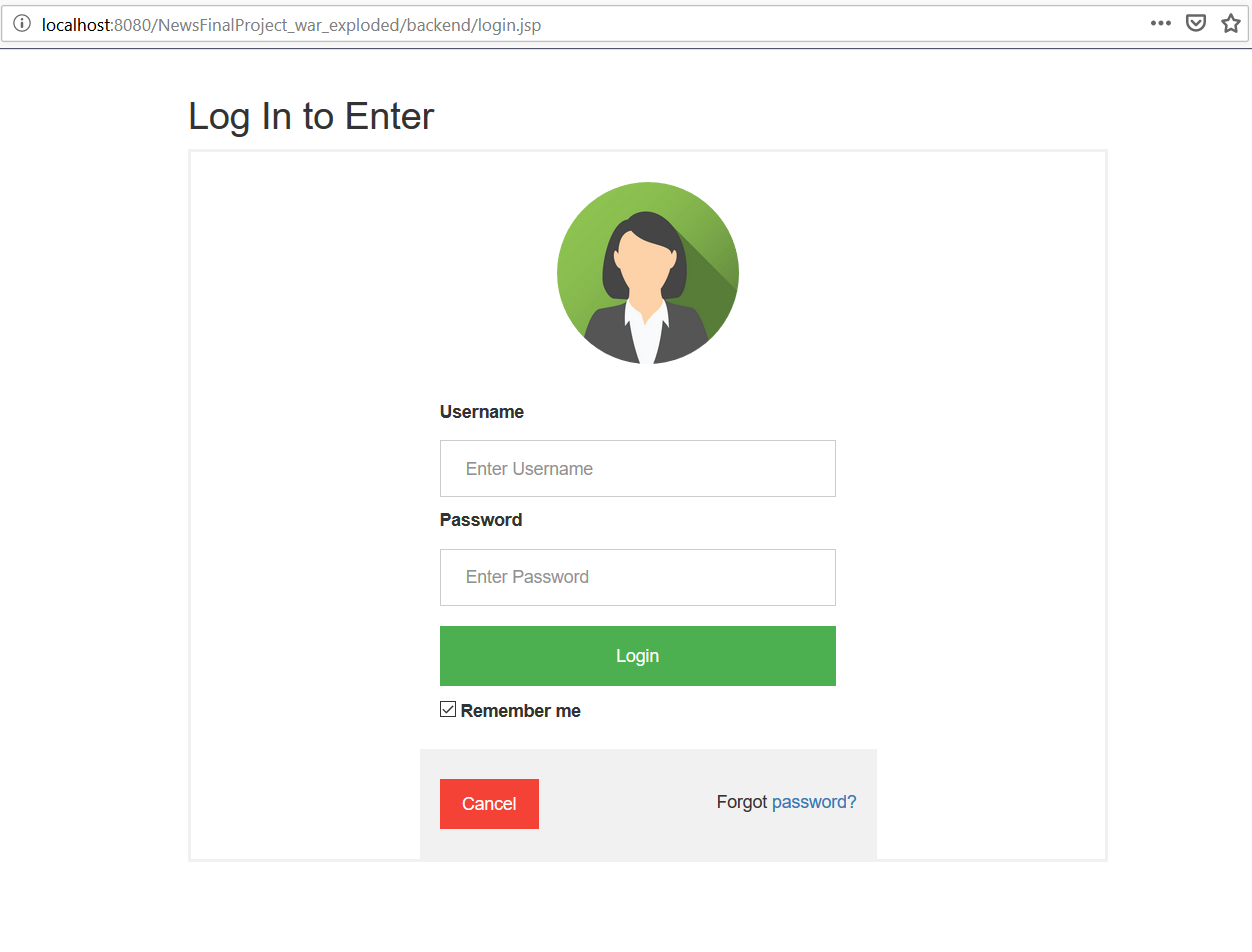 localhost:8080/NewsFinalProject_war_exploded/backend/login.jsp
Log In to Enter
Username
Enter Username
Password
Enter Password
Login
Remember me
Cancel
Forgot password?